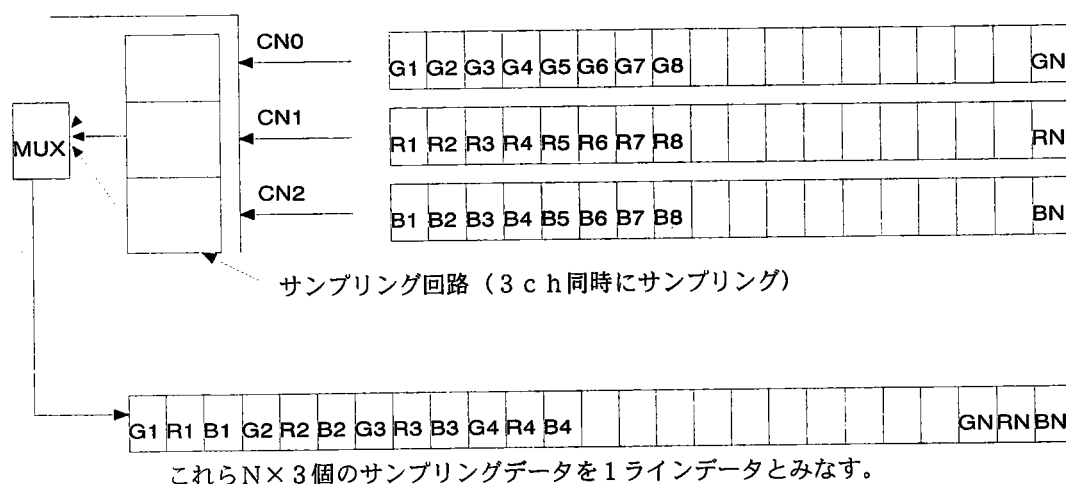 CN0
G1 G2 G3 G4 G5 G6 G7 G8 GN
CN1
MUX
R1 R2 R3 R4 R5 R6 R7 R8 RN
CN2
B1 B2 B3 B4 B5 B6 B7 B8 BN
サンプリング回路（3ch同時にサンプリング）
G1 R1 B1 G2 R2 B2 G3 R3 B3 G4 R4 B4 GN RN BN
これらN×3個のサンプリングデータを1ラインデータとみなす。